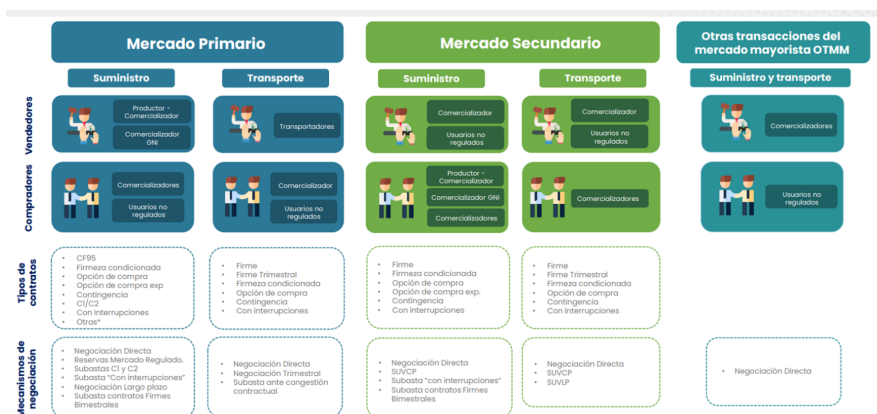 Mercado Primario
Mercado Secundario
Otras transacciones del
mercado mayorista OTMM
Suministro
Transporte
Suministro
Transporte
Suministro y transporte
Vendedores
Productor –
Comercializador
Comercializador
GNI
Transportadores
Comercializador
Usuarios no
regulados
Comercializador
Usuarios no
regulados
Comercializadores
Compradores
Comercializadores
Usuarios no
regulados
Comercializador
Usuarios no
regulados
Productor –
Comercializador
Comercializador GNI
Comercializadores
Comercializadores
Usuarios no
regulados
Tipos de
contratos
• CF95
• Firmeza condicionada
• Opción de compra
• Opción de compra exp
• Contingencia
• C1/C2
• Con Interrupciones
• Otras*
• Firme
• Firme Trimestral
• Firmeza condicionada
• Opción de compra
• Contingencia
• Con interrupciones
• Firme
• Firmeza condicionada
• Opción de compra
• Opción de compra exp.
• Contingencia
• Con interrupciones
• Firme
• Firme Trimestral
• Firmeza condicionada
• Opción de compra
• Contingencia
• Con interrupciones
Mecanismos de
negociación
• Negociación Directa
• Reservas Mercado Regulado.
• Subastas C1 y C2
• Subasta “Con interrupciones”
• Negociación Largo plazo
• Subasta contratos Firmes
Bimestrales
• Negociación Directa
• Negociación Trimestral
• Subasta ante congestión
contractual
• Negociación Directa
• SUVCP
• Subasta “con interrupciones”
• Subasta contratos Firmes
Bimestrales
• Negociación Directa
• SUVCP
• SUVLP
• Negociación Directa